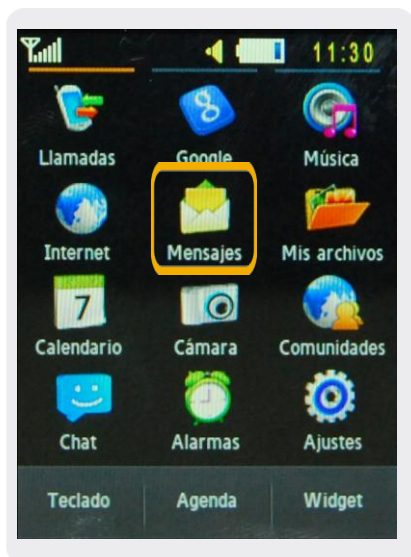 11:30
Llamadas Google Música
Internet Mensajes Mis archivos
7
Calendario Cámara Comunidades
Chat Alarmas Ajustes
Teclado Agenda Widget